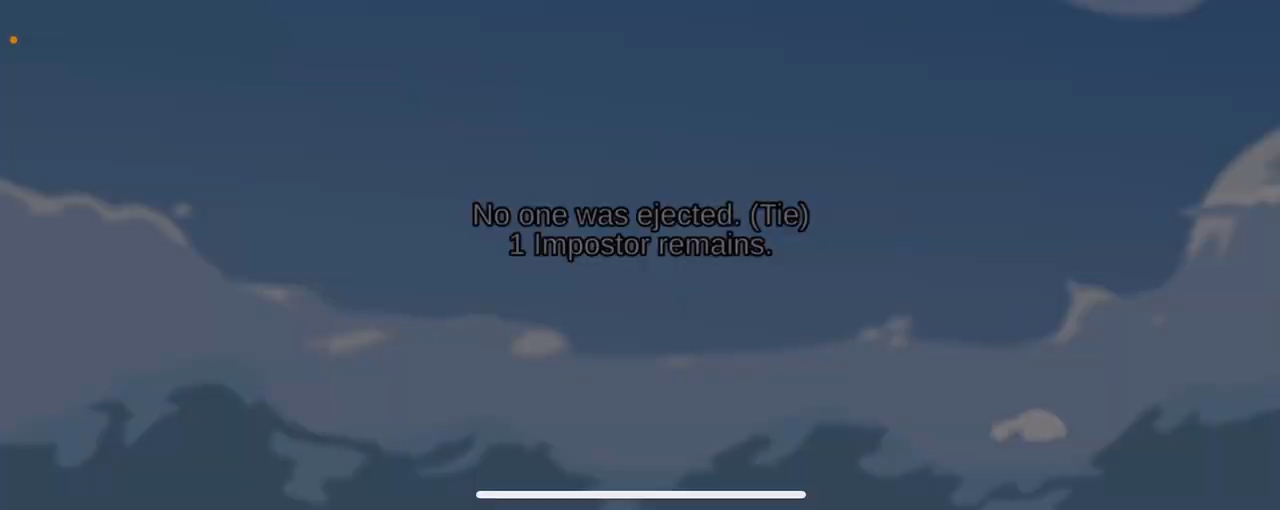 No one was ejected. (Tie)
1 Impostor remains.